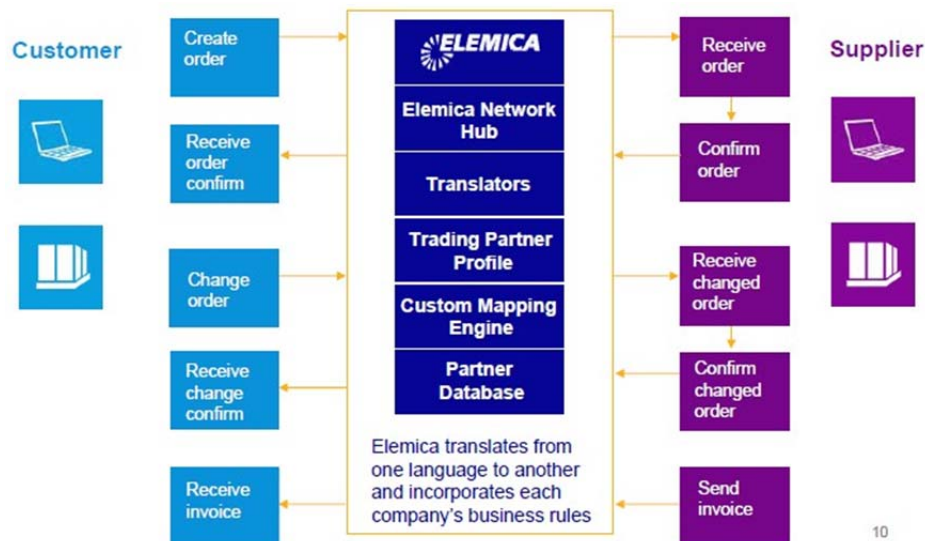 Customer
Create
order
Receive
order
confirm
Change
order
Receive
change
confirm
Receive
invoice
ELEMICA
Elemica Network
Hub
Translators
Trading Partner
Profile
Custom Mapping
Engine
Partner
Database
Elemica translates from
one language to another
and incorporates each
company's business rules
Receive
order
Confirm
order
Receive
changed
order
Confirm
changed
order
Send
invoice
Supplier
10